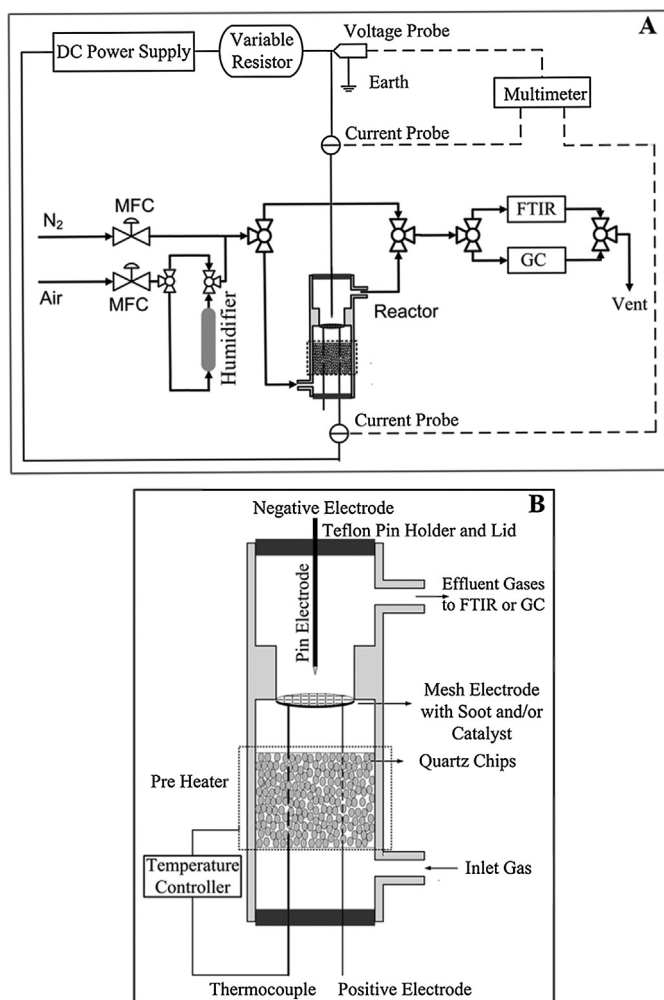 A
DC Power Supply
Variable
Resistor
Voltage Probe
Earth
Multimeter
Current Probe
N2
MFC
FTIR
GC
Air
MFC
Humidifier
Reactor
Vent
Current Probe
B
Negative Electrode
Teflon Pin Holder and Lid
Pin Electrode
Effluent Gases
to FTIR or GC
Mesh Electrode
with Soot and/or
Catalyst
Quartz Chips
Pre Heater
Temperature
Controller
Inlet Gas
Thermocouple
Positive Electrode